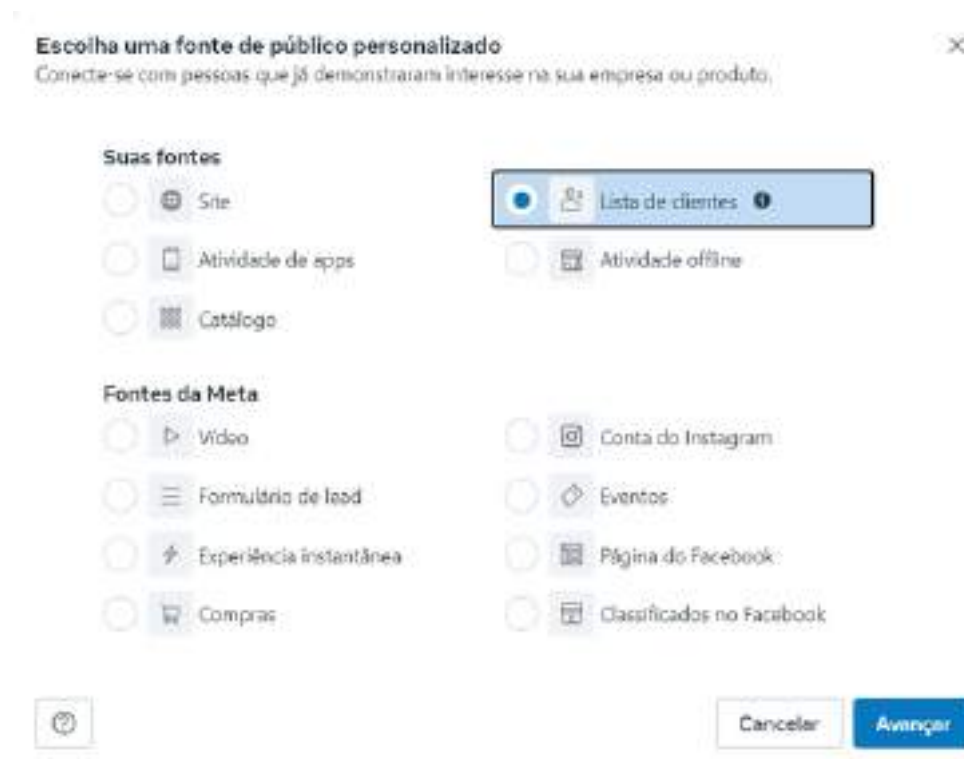 Escolha uma fonte de público personalizado
Conecte-se com pessoas que já demonstraram interesse na sua empresa ou produto.
Suas fontes
Site
Lista de clientes
Atividade de apps
Atividade offline
Catálogo
Fontes da Meta
Vídeo
Conta do Instagram
Formulário de lead
Eventos
Experiência instantânea
Página do Facebook
Compras
Classificados no Facebook
Cancelar
Avançar